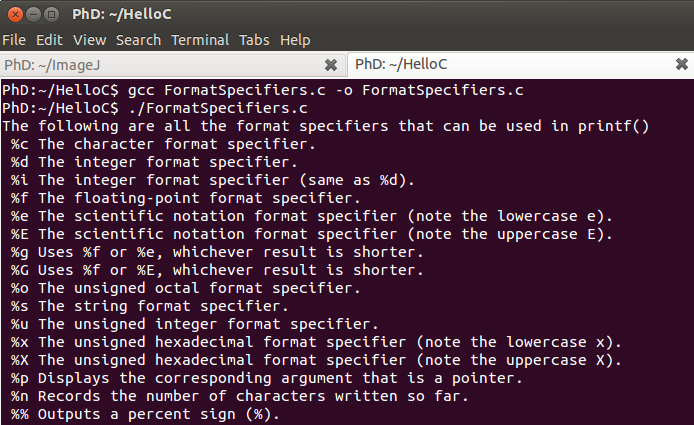 PhD: ~/HelloC
File Edit View Search Terminal Tabs Help
PhD: ~/ImageJ PhD: ~/HelloC
PhD:~/HelloC$ gcc FormatSpecifiers.c -o FormatSpecifiers.c
PhD:~/HelloC$ ./FormatSpecifiers.c
The following are all the format specifiers that can be used in printf()
%c The character format specifier.
%d The integer format specifier.
%i The integer format specifier (same as %d).
%f The floating-point format specifier.
%e The scientific notation format specifier (note the lowercase e).
%E The scientific notation format specifier (note the uppercase E).
%g Uses %f or %e, whichever result is shorter.
%G Uses %f or %E, whichever result is shorter.
%o The unsigned octal format specifier.
%s The string format specifier.
%u The unsigned integer format specifier.
%x The unsigned hexadecimal format specifier (note the lowercase x).
%X The unsigned hexadecimal format specifier (note the uppercase X).
%p Displays the corresponding argument that is a pointer.
%n Records the number of characters written so far.
%% Outputs a percent sign (%).